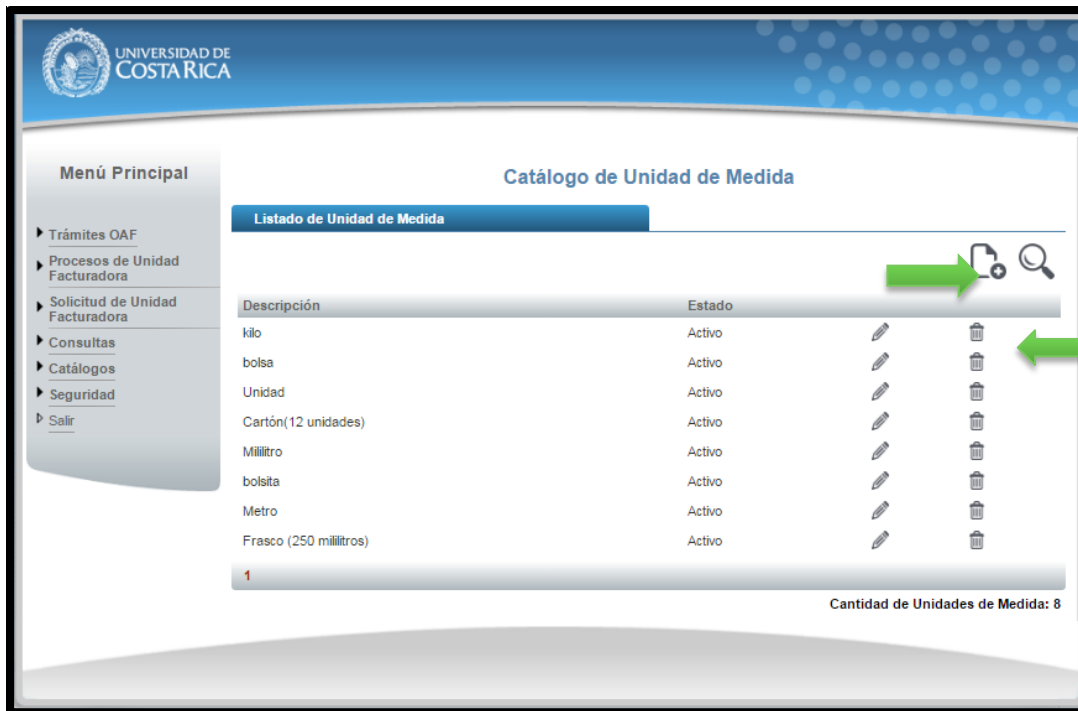 UNIVERSIDAD DE
COSTA RICA
Menú Principal
Trámites OAF
Procesos de Unidad
Facturadora
Solicitud de Unidad
Facturadora
Consultas
Catálogos
Seguridad
Salir
Catálogo de Unidad de Medida
Listado de Unidad de Medida
Descripción Estado
kilo Activo
bolsa Activo
Unidad Activo
Cartón(12 unidades) Activo
Mililitro Activo
bolsita Activo
Metro Activo
Frasco (250 mililitros) Activo
1
Cantidad de Unidades de Medida: 8